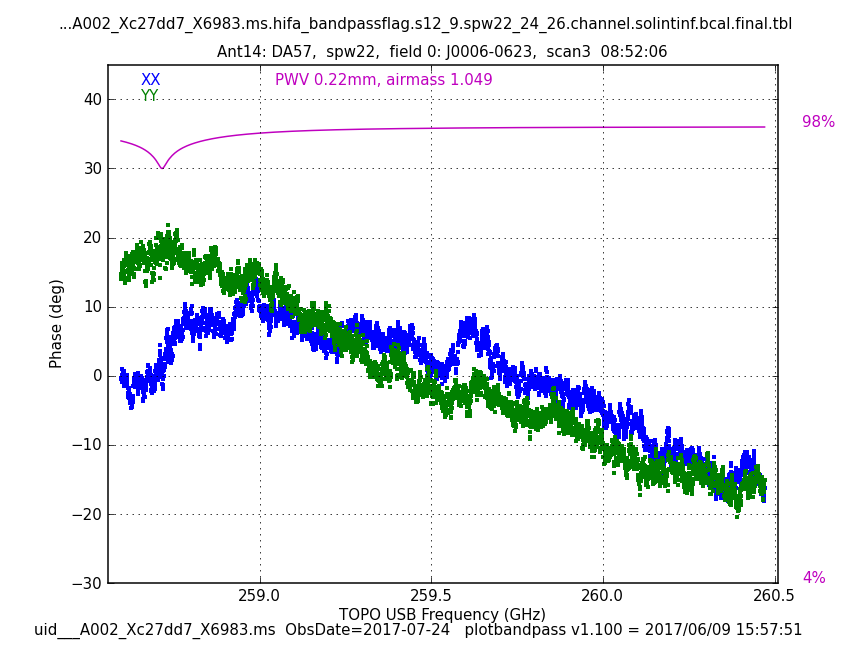 ...A002_Xc27dd7_X6983.ms.hifa_bandpassflag.s12_9.spw22_24_26.channel.solintinf.bcal.final.tbl
Ant14: DA57, spw22, field 0: J0006-0623, scan3 08:52:06
XX
PWV 0.22mm, airmass 1.049
YY
40
98%
30
20
10
0
−10
−20
−30
4%
Phase (deg)
259.0
259.5
260.0
260.5
TOPO USB Frequency (GHz)
uid___A002_Xc27dd7_X6983.ms ObsDate=2017-07-24 plotbandpass v1.100 = 2017/06/09 15:57:51